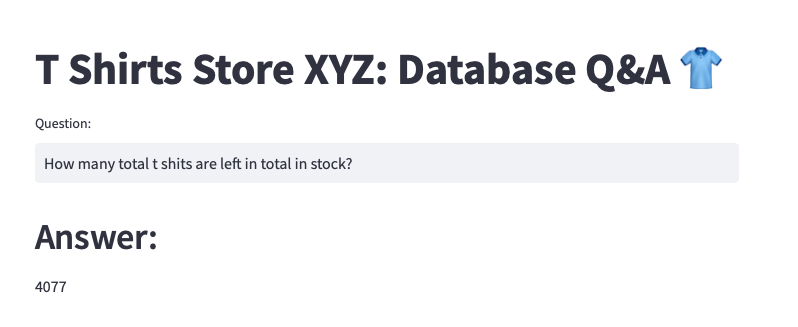 T Shirts Store XYZ: Database Q&A 👕
Question:
How many total t shits are left in total in stock?
Answer:
4077